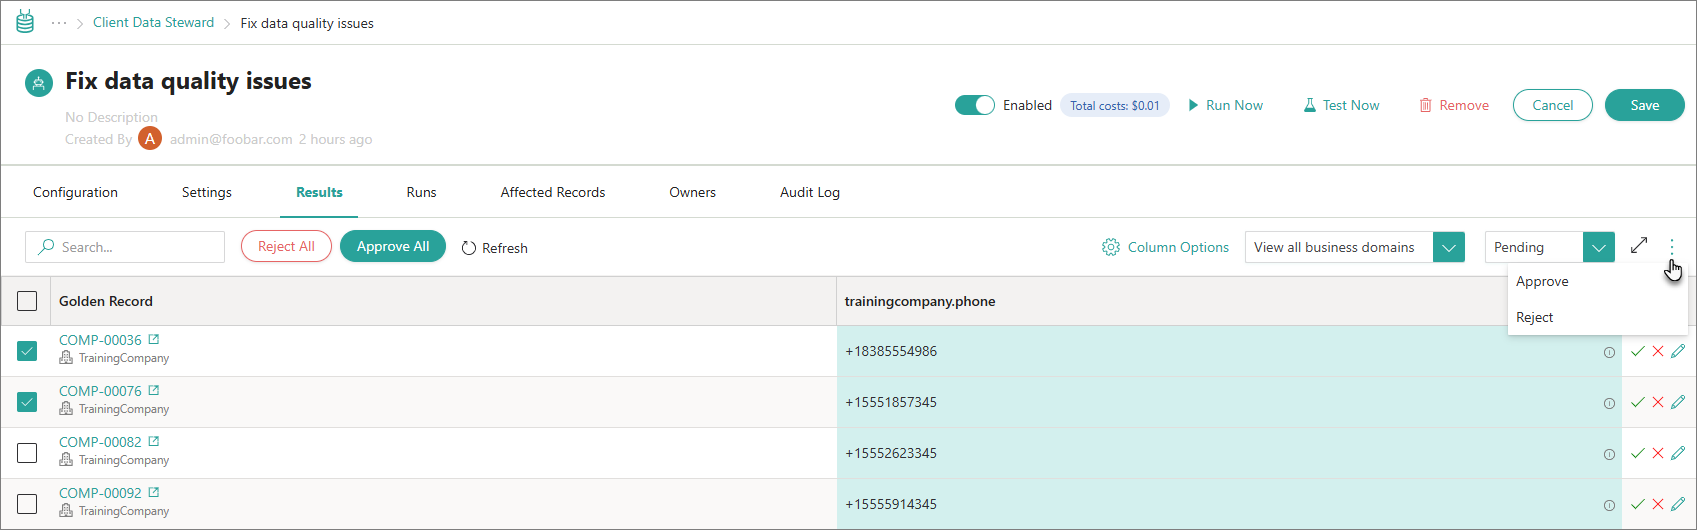 ··· > Client Data Steward > Fix data quality issues
Fix data quality issues
No Description
Created By A admin@foobar.com 2 hours ago
Enabled Total costs: $0.01 Run Now Test Now Remove Cancel Save
Configuration Settings Results Runs Affected Records Owners Audit Log
Search... Reject All Approve All Refresh Column Options View all business domains Pending
Approve
Reject
Golden Record trainingcompany.phone
COMP-00036
TrainingCompany
+18385554986
COMP-00076
TrainingCompany
+15551857345
COMP-00082
TrainingCompany
+15552623345
COMP-00092
TrainingCompany
+15555914345